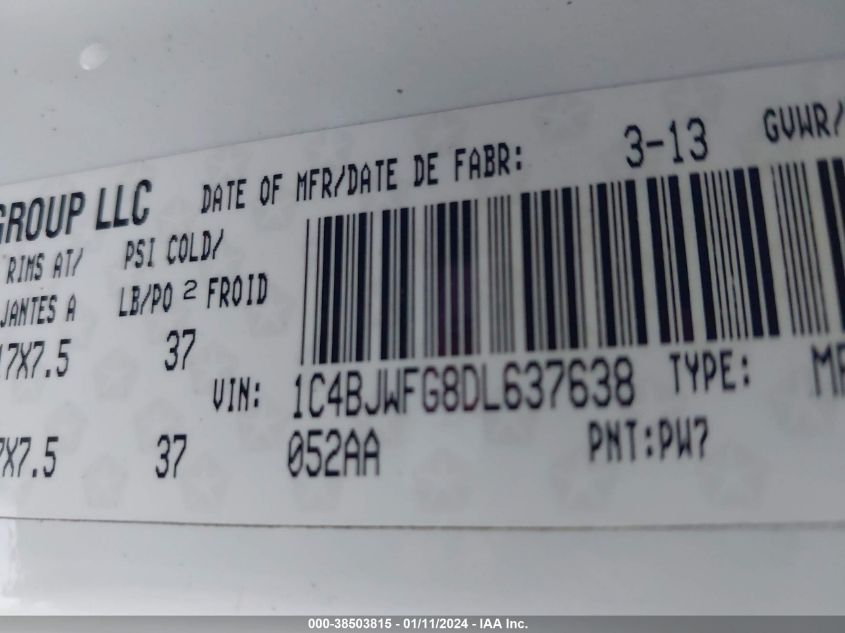 GROUP LLC DATE OF MFR/DATE DE FABR: 3-13 GVWR/
RIMS AT/ PSI COLD/
JANTES A LB/PO 2 FROID
17X7.5 37
VIN: 1C4BJWFG8DL637638 TYPE:
7X7.5 37 052AA PNT:PW7
000-38503815 - 01/11/2024 - IAA Inc.